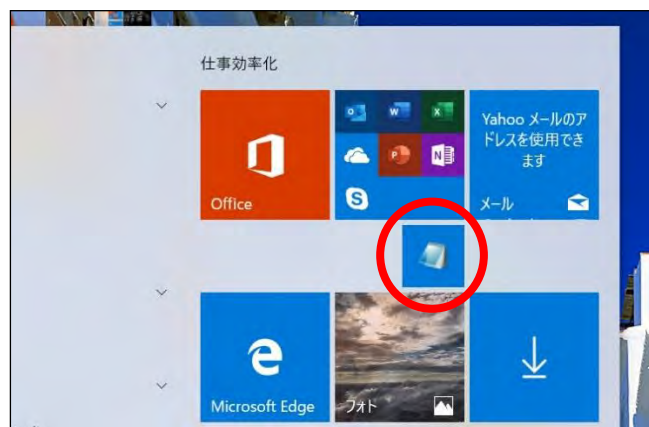 仕事効率化
Office
Yahoo メールのア
ドレスを使用でき
ます
メール
Microsoft Edge
フォト